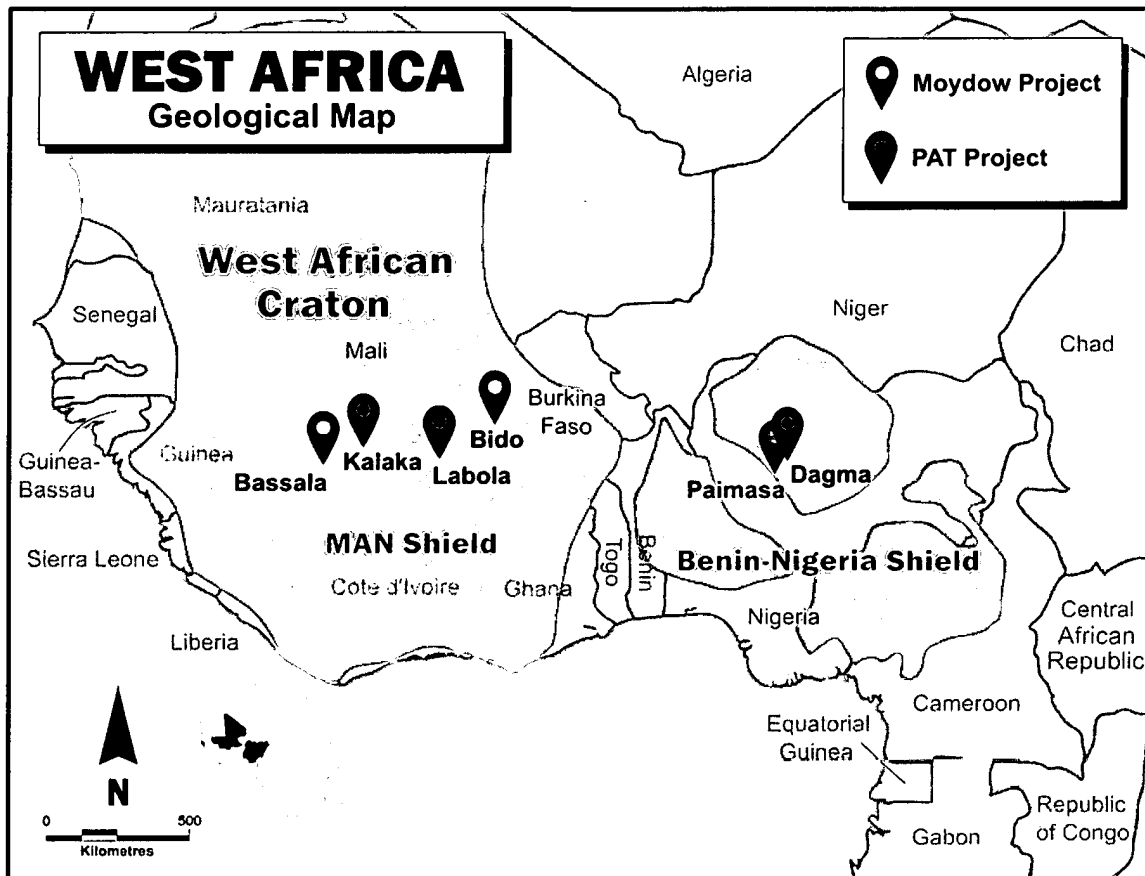 WEST AFRICA
Geological Map
Moydow Project
PAT Project
Algeria
Mauratania
West African
Craton
Senegal
Mali
Niger
Chad
Burkina
Faso
Bido
Guinea
Kalaka
Labola
Bassala
Guinea-
Bassau
Paimasa
Dagma
MAN Shield
Sierra Leone
Cote d'Ivoire
Ghana
Togo
Benin
Benin-Nigeria Shield
Nigeria
Liberia
Central
African
Republic
Cameroon
Equatorial
Guinea
Republic
of Congo
Gabon
N
0 500
Kilometres